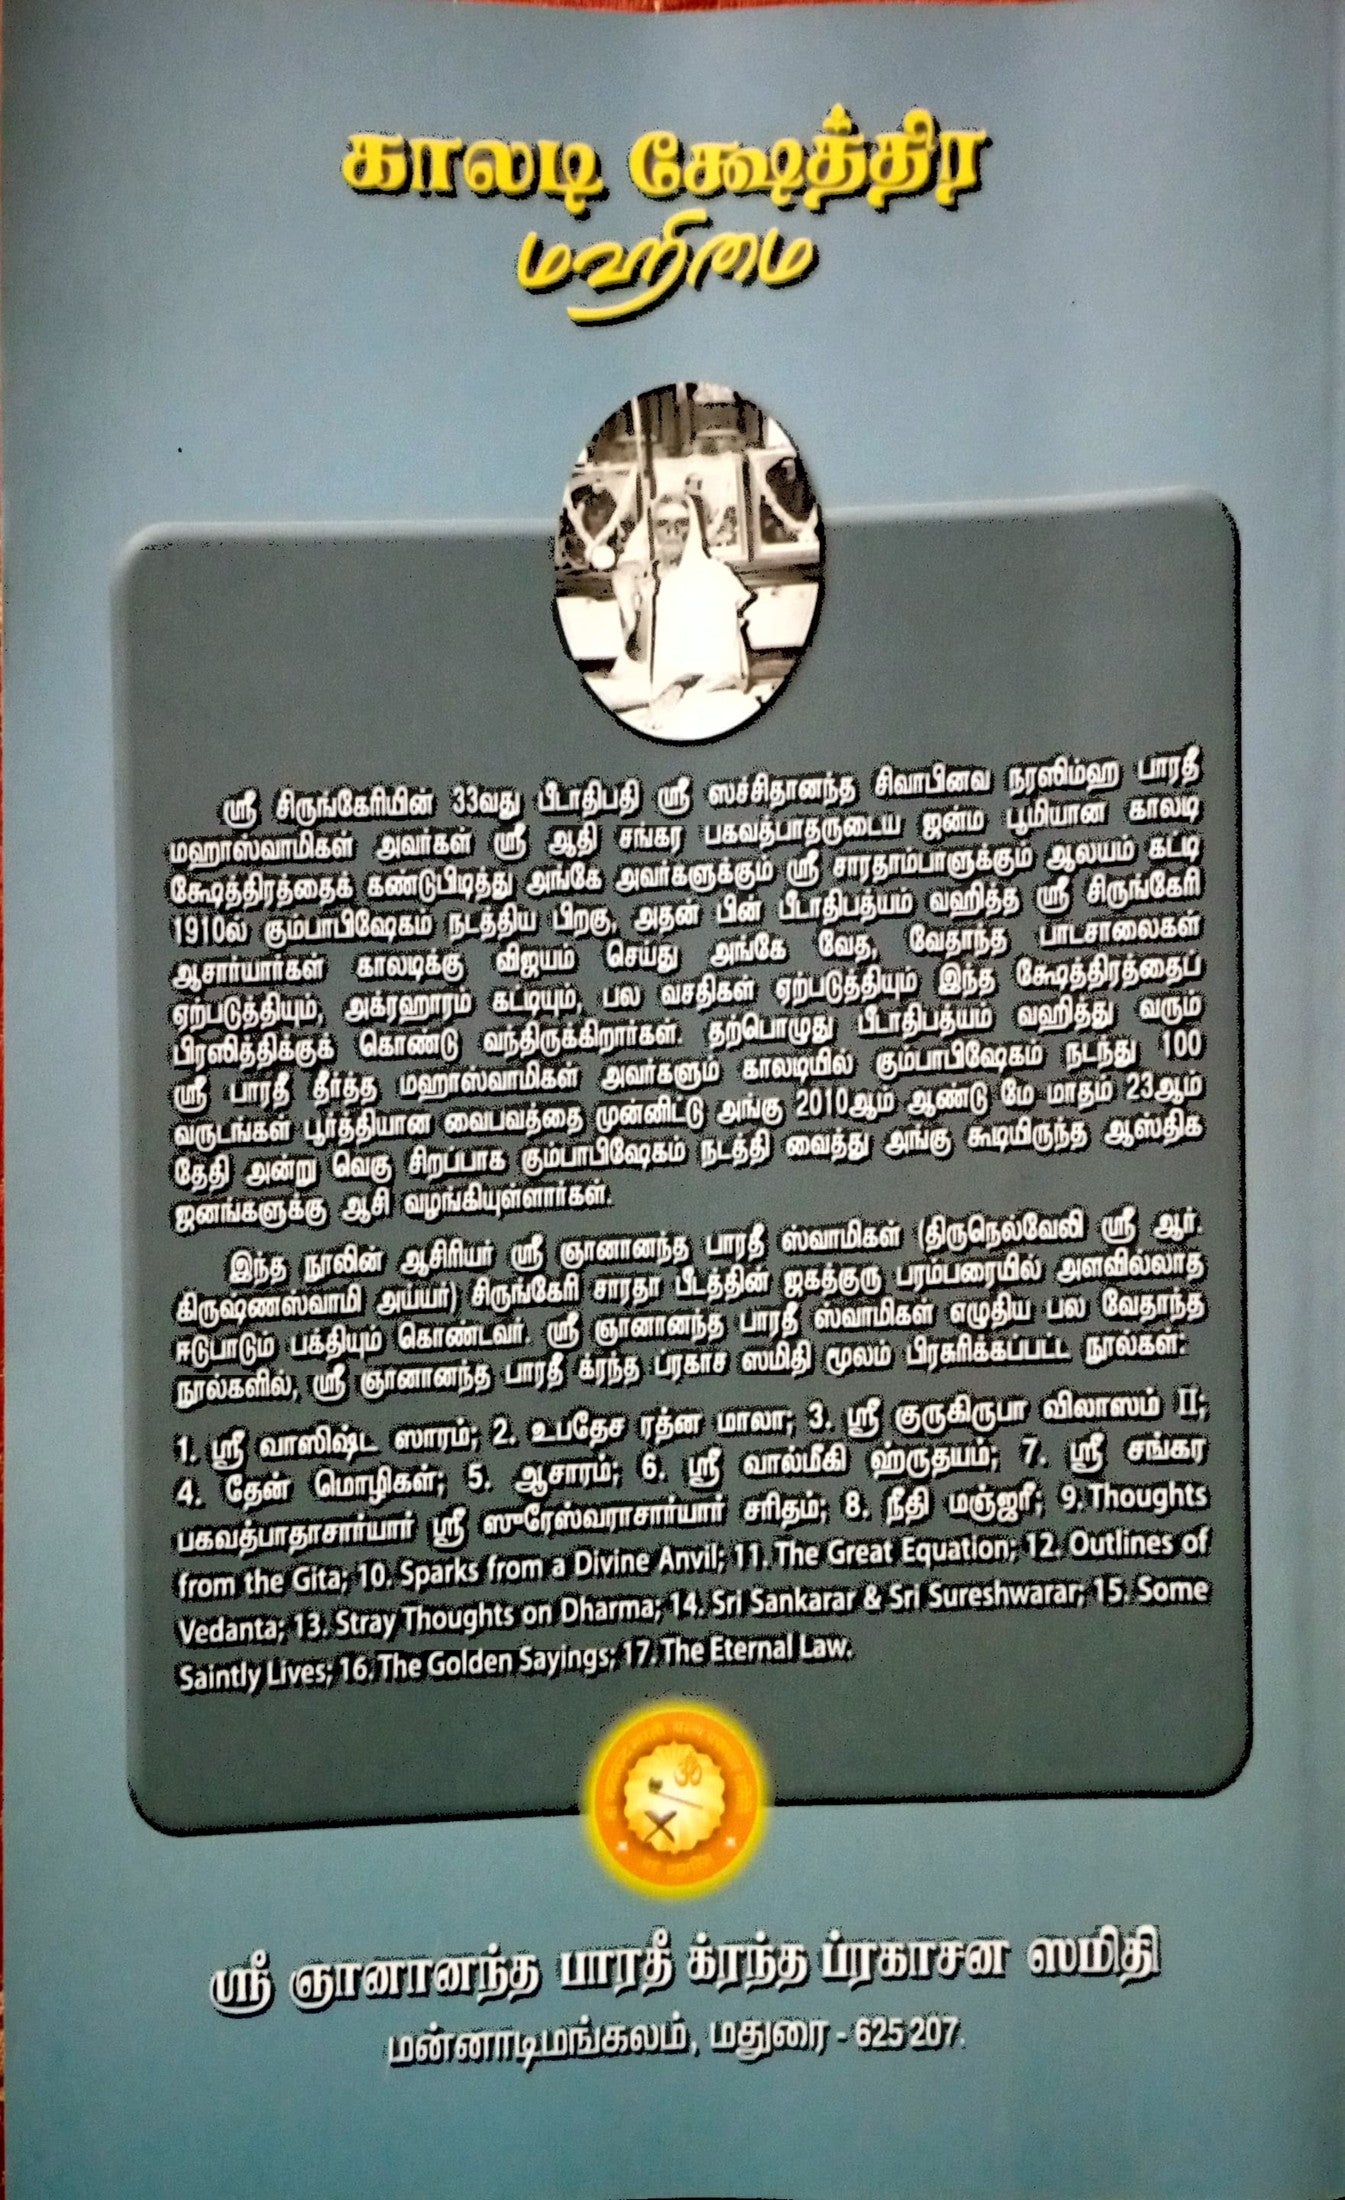 காலடி க்ஷேத்திர
மஹிமை
ஸ்ரீ சிருங்கேரியின் 33வது பீடாதிபதி ஸ்ரீ ஸச்சிதானந்த சிவாபினவ நரஸிம்ஹ பாரதீ
மஹாஸ்வாமிகள் அவர்கள் ஸ்ரீ ஆதி சங்கர பகவத்பாதருடைய ஜன்ம பூமியான காலடி
க்ஷேத்திரத்தைக் கண்டுபிடித்து அங்கே அவர்களுக்கும் ஸ்ரீ சாரதாம்பாளுக்கும் ஆலயம் கட்டி
1910ல் கும்பாபிஷேகம் நடத்திய பிறகு, அதன் பின் பீடாதிபத்யம் வஹித்த ஸ்ரீ சிருங்கேரி
ஆசார்யார்கள் காலடிக்கு விஜயம் செய்து அங்கே வேத, வேதாந்த பாடசாலைகள்
ஏற்படுத்தியும், அக்ரஹாரம் கட்டியும், பல வசதிகள் ஏற்படுத்தியும் இந்த க்ஷேத்திரத்தைப்
பிரஸித்திக்குக் கொண்டு வந்திருக்கிறார்கள். தற்பொழுது பீடாதிபத்யம் வஹித்து வரும்
ஸ்ரீ பாரதீ தீர்த்த மஹாஸ்வாமிகள் அவர்களும் காலடியில் கும்பாபிஷேகம் நடந்து 100
வருடங்கள் பூர்த்தியான வைபவத்தை முன்னிட்டு அங்கு 2010ஆம் ஆண்டு மே மாதம் 23ஆம்
தேதி அன்று வெகு சிறப்பாக கும்பாபிஷேகம் நடத்தி வைத்து அங்கு கூடியிருந்த ஆஸ்திக
ஜனங்களுக்கு ஆசி வழங்கியுள்ளார்கள்.
இந்த நூலின் ஆசிரியர் ஸ்ரீ ஞானானந்த பாரதீ ஸ்வாமிகள் (திருநெல்வேலி ஸ்ரீ ஆர்.
கிருஷ்ணஸ்வாமி அய்யர்) சிருங்கேரி சாரதா பீடத்தின் ஜகத்குரு பரம்பரையில் அளவில்லாத
ஈடுபாடும் பக்தியும் கொண்டவர். ஸ்ரீ ஞானானந்த பாரதீ ஸ்வாமிகள் எழுதிய பல வேதாந்த
நூல்களில், ஸ்ரீ ஞானானந்த பாரதீ க்ரந்த ப்ரகாச ஸமிதி மூலம் பிரசுரிக்கப்பட்ட நூல்கள்:
1. ஸ்ரீ வாஸிஷ்ட ஸாரம்; 2. உபதேச ரத்ன மாலா; 3. ஸ்ரீ குருகிருபா விலாஸம் II;
4. தேன் மொழிகள்; 5. ஆசாரம்; 6. ஸ்ரீ வால்மீகி ஹ்ருதயம்; 7. ஸ்ரீ சங்கர
பகவத்பாதாசார்யார் ஸ்ரீ ஸுரேஸ்வராசார்யார் சரிதம்; 8. நீதி மஞ்ஜரீ; 9. Thoughts
from the Gita; 10. Sparks from a Divine Anvil; 11. The Great Equation; 12. Outlines of
Vedanta; 13. Stray Thoughts on Dharma; 14. Sri Sankarar & Sri Sureshwarar; 15. Some
Saintly Lives; 16. The Golden Sayings; 17. The Eternal Law.
ॐ
ஸ்ரீ ஞானானந்த பாரதீ க்ரந்த ப்ரகாசன ஸமிதி
மன்னாடிமங்கலம், மதுரை - 625 207.